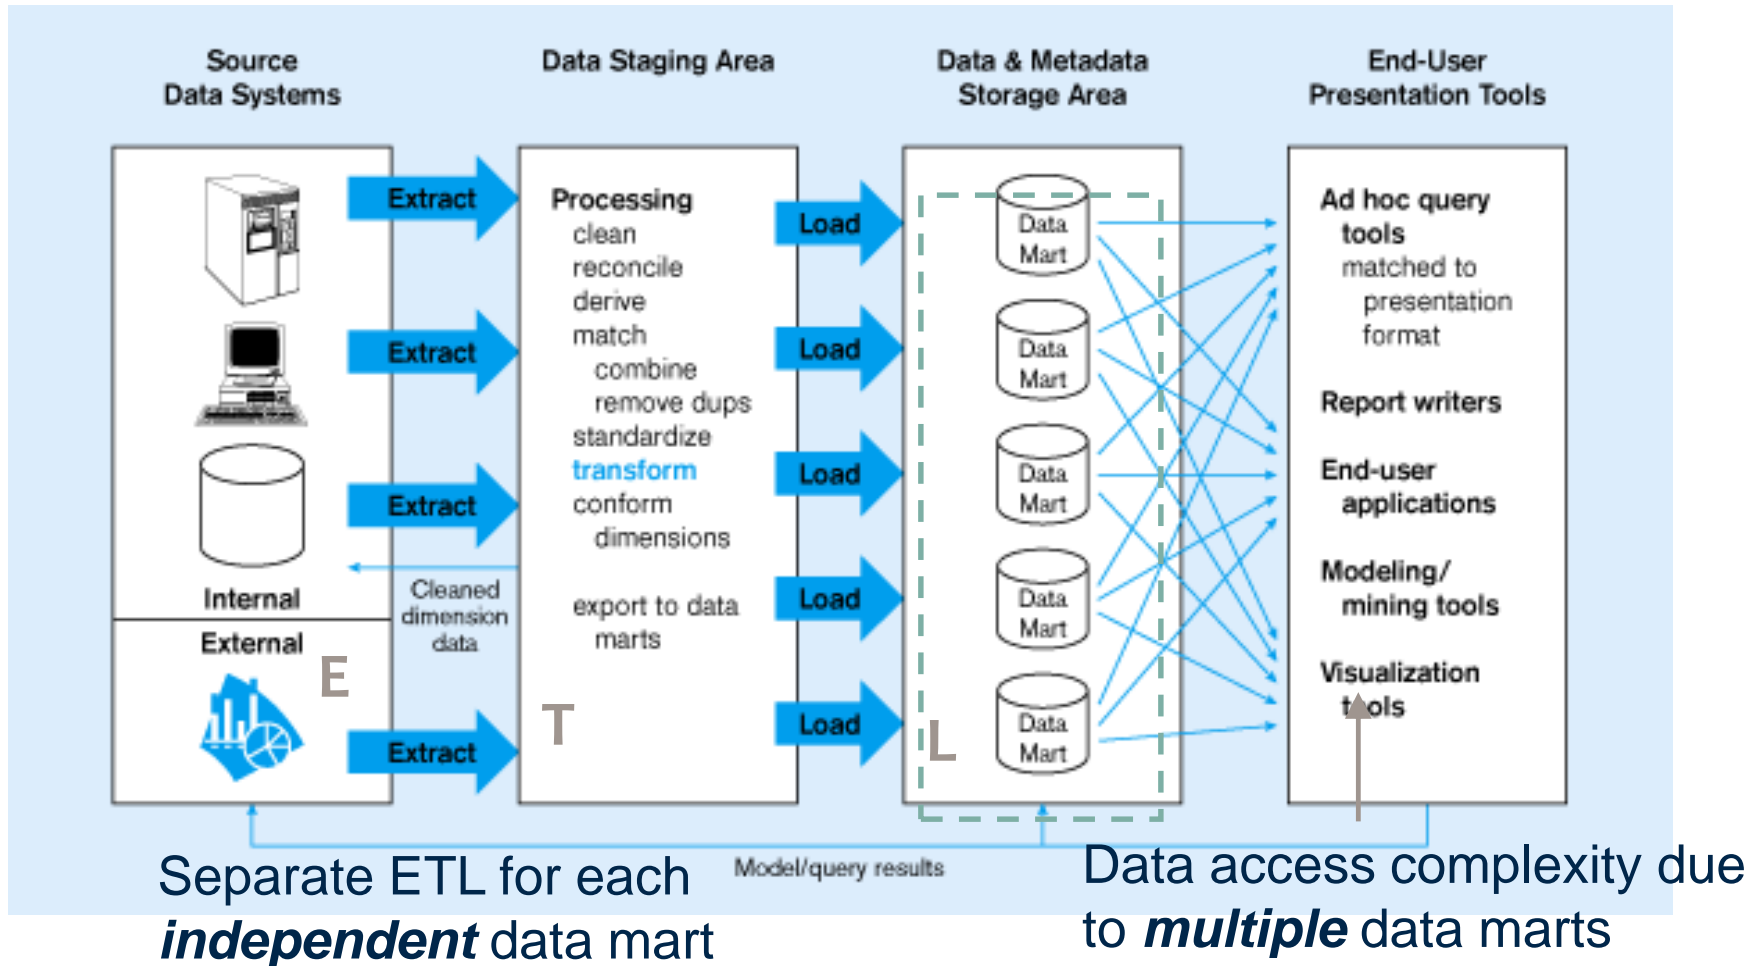 Source
Data Systems
Data Staging Area
Data & Metadata
Storage Area
End-User
Presentation Tools
Extract
Extract
Extract
Cleaned
dimension
data
Internal
External
E
Extract
Processing
clean
reconcile
derive
match
combine
remove dups
standardize
transform
conform
dimensions
export to data
marts
T
Load
Load
Load
Load
Load
Data
Mart
Data
Mart
Data
Mart
Data
Mart
Data
Mart
L
Ad hoc query
tools
matched to
presentation
format
Report writers
End-user
applications
Modeling/
mining tools
Visualization
tools
Model/query results
Separate ETL for each
independent data mart
Data access complexity due
to multiple data marts